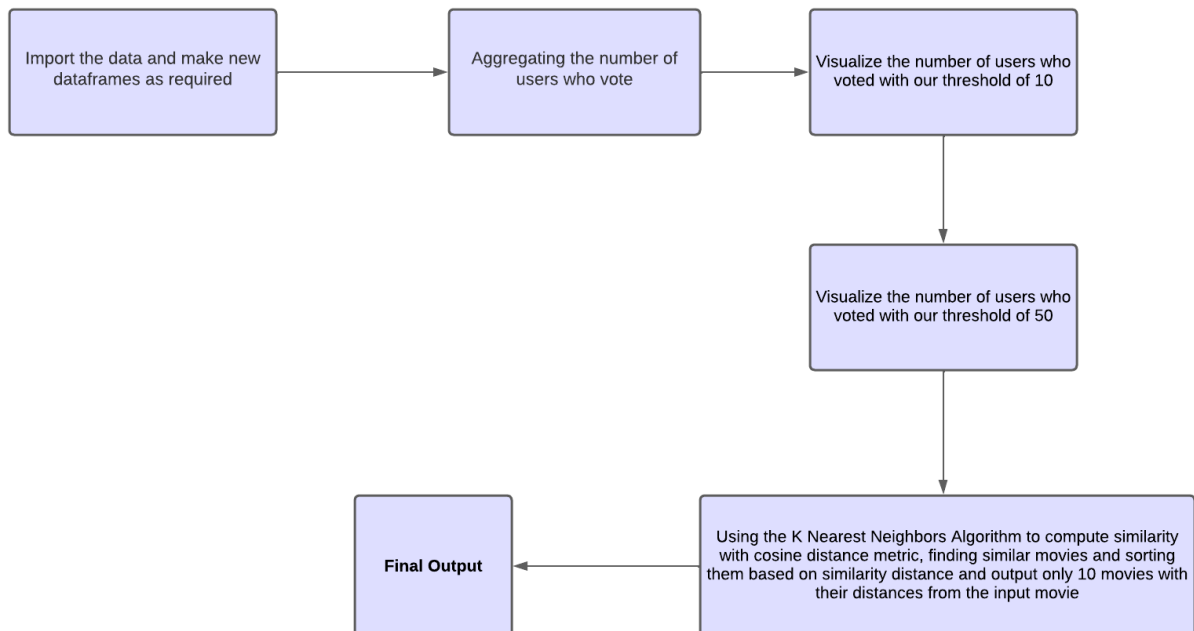 Import the data and make new
dataframes as required
Aggregating the number of
users who vote
Visualize the number of users who
voted with our threshold of 10
Visualize the number of users who
voted with our threshold of 50
Using the K Nearest Neighbors Algorithm to compute similarity
with cosine distance metric, finding similar movies and sorting
them based on similarity distance and output only 10 movies with
their distances from the input movie
Final Output